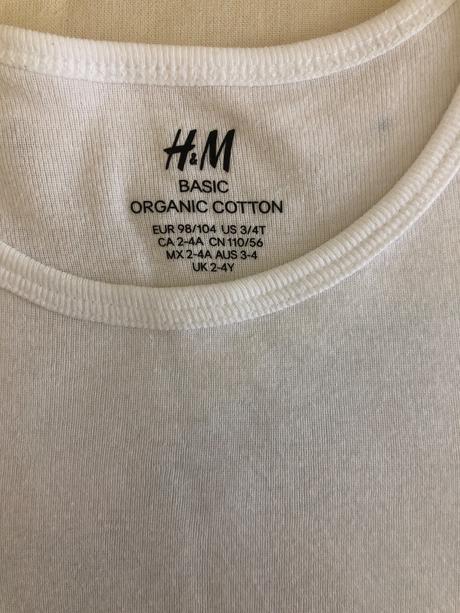 H&M
BASIC
ORGANIC COTTON
EUR 98/104 US 3/4T
CA 2-4A CN 110/56
MX 2-4A AUS 3-4
UK 2-4Y